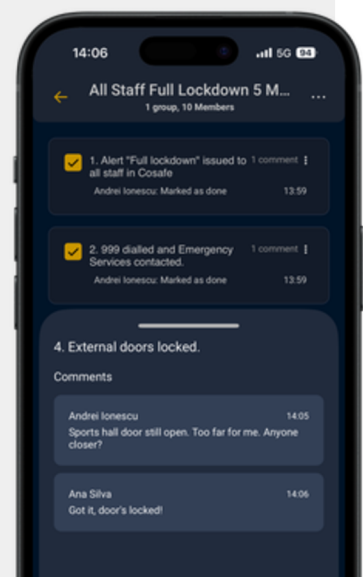 14:06
5G 94
All Staff Full Lockdown 5 M...
1 group, 10 Members
1. Alert "Full lockdown" issued to
all staff in Cosafe
1 comment
Andrei Ionescu: Marked as done
13:59
2. 999 dialled and Emergency
Services contacted.
1 comment
Andrei Ionescu: Marked as done
13:59
4. External doors locked.
Comments
Andrei Ionescu
14:05
Sports hall door still open. Too far for me. Anyone
closer?
Ana Silva
14:06
Got it, door's locked!